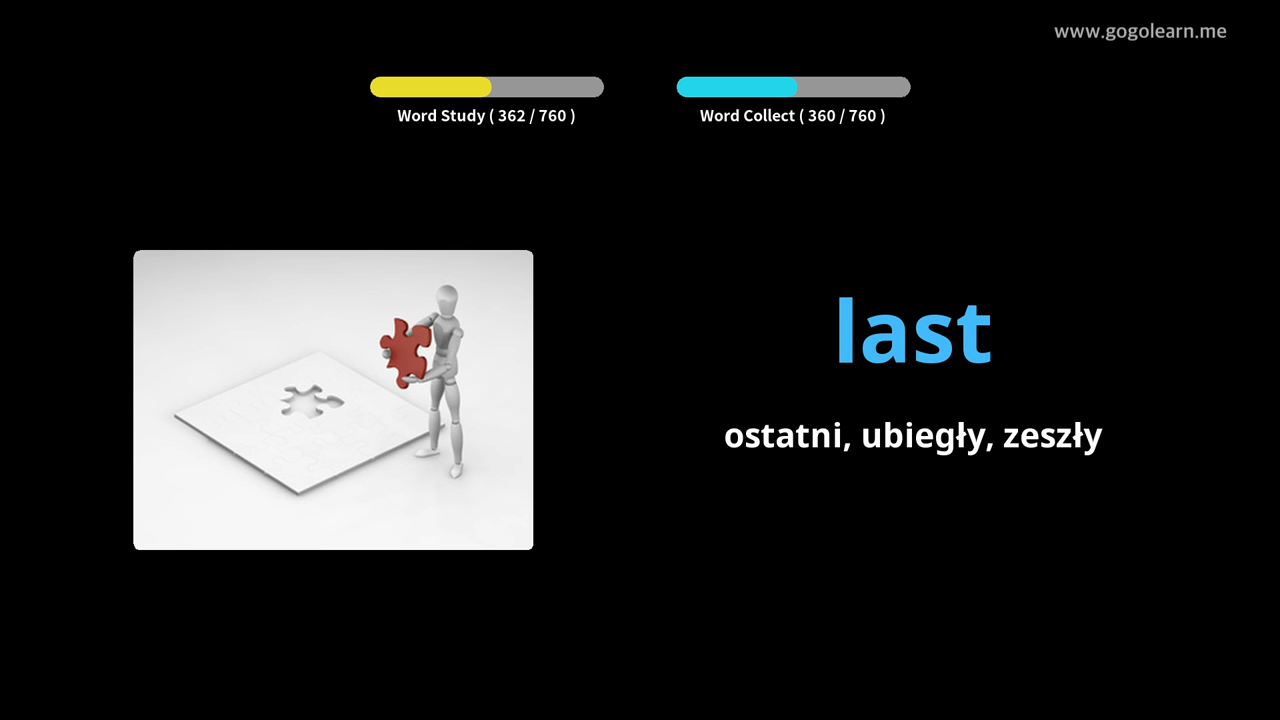 www.gogolearn.me
Word Study ( 362 / 760 )
Word Collect ( 360 / 760 )
last
ostatni, ubiegły, zeszły